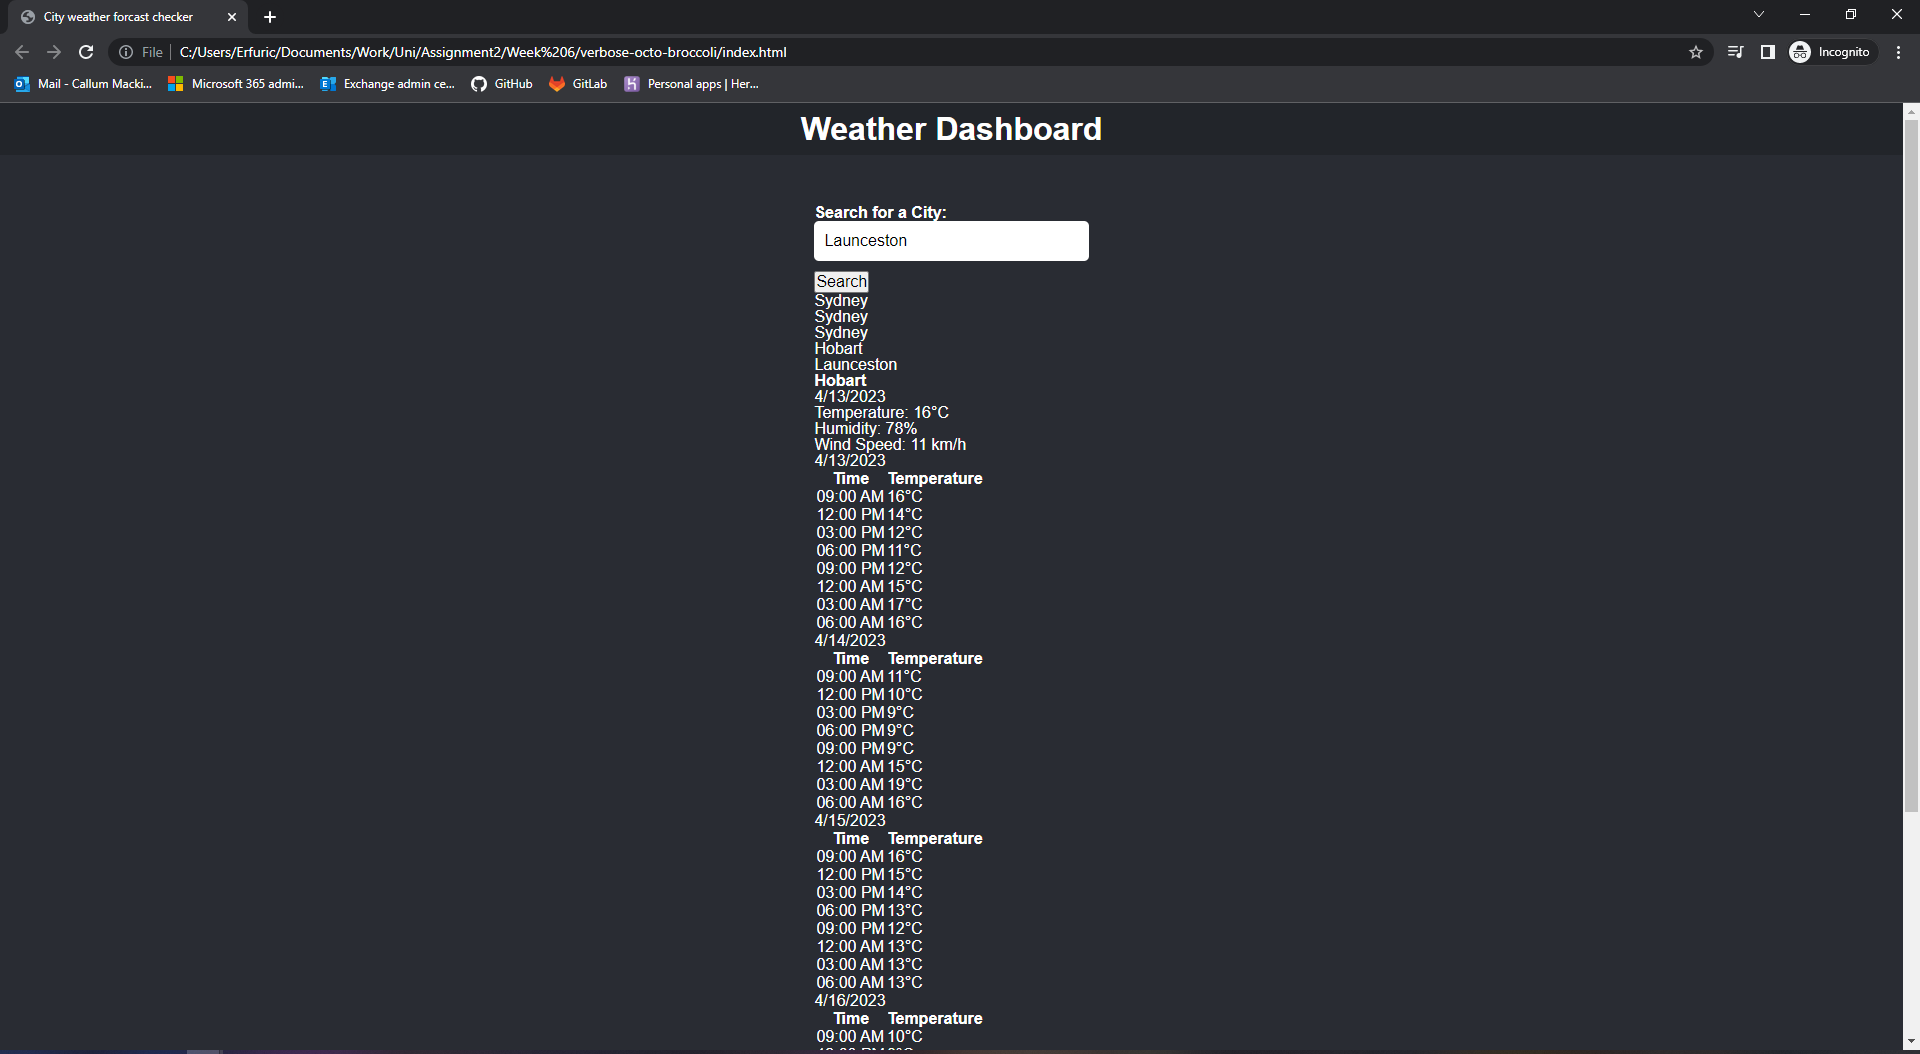 City weather forcast checker
File
C:/Users/Erfuric/Documents/Work/Uni/Assignment2/Week%206/verbose-octo-broccoli/index.html
Incognito
Mail - Callum Macki... Microsoft 365 admi... Exchange admin ce... GitHub GitLab Personal apps | Her...
Weather Dashboard
Search for a City:
Launceston
Search
Sydney
Sydney
Sydney
Hobart
Launceston
Hobart
4/13/2023
Temperature: 16°C
Humidity: 78%
Wind Speed: 11 km/h
4/13/2023
Time Temperature
09:00 AM 16°C
12:00 PM 14°C
03:00 PM 12°C
06:00 PM 11°C
09:00 PM 12°C
12:00 AM 15°C
03:00 AM 17°C
06:00 AM 16°C
4/14/2023
Time Temperature
09:00 AM 11°C
12:00 PM 10°C
03:00 PM 9°C
06:00 PM 9°C
09:00 PM 9°C
12:00 AM 15°C
03:00 AM 19°C
06:00 AM 16°C
4/15/2023
Time Temperature
09:00 AM 16°C
12:00 PM 15°C
03:00 PM 14°C
06:00 PM 13°C
09:00 PM 12°C
12:00 AM 13°C
03:00 AM 13°C
06:00 AM 13°C
4/16/2023
Time Temperature
09:00 AM 10°C